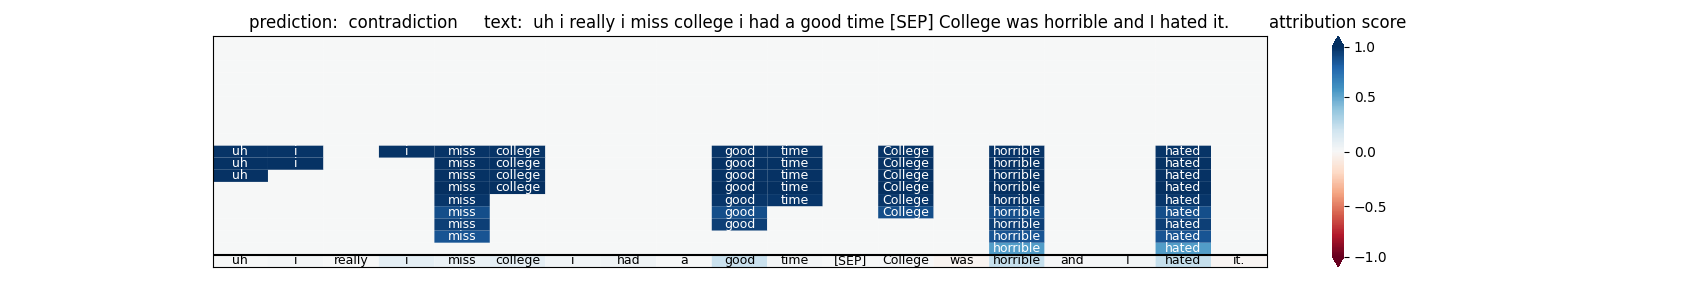 prediction: contradiction text: uh i really i miss college i had a good time [SEP] College was horrible and I hated it. attribution score
1.0
0.5
0.0
−0.5
−1.0
uh i i miss college good time College horrible hated
uh i miss college good time College horrible hated
uh miss college good time College horrible hated
miss college good time College horrible hated
miss good time College horrible hated
miss good College horrible hated
miss good horrible hated
miss horrible hated
horrible hated
uh i really i miss college i had a good time [SEP] College was horrible and I hated it.